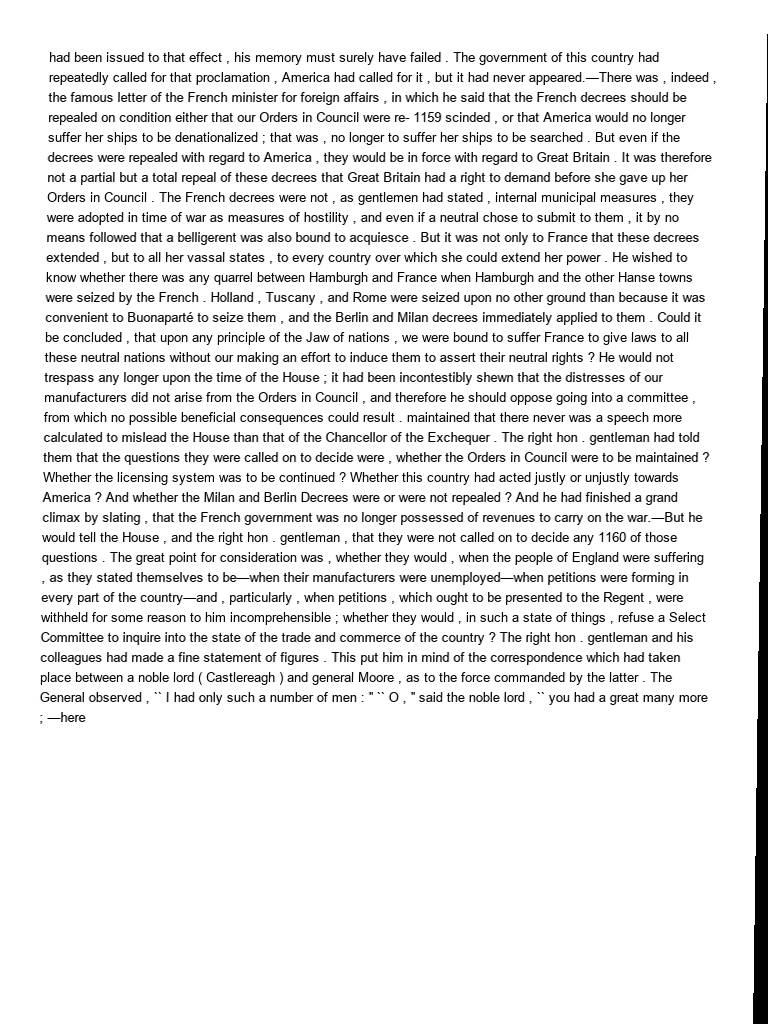 had been issued to that effect , his memory must surely have failed . The government of this country had
repeatedly called for that proclamation , America had called for it , but it had never appeared.—There was , indeed ,
the famous letter of the French minister for foreign affairs , in which he said that the French decrees should be
repealed on condition either that our Orders in Council were re- 1159 scinded , or that America would no longer
suffer her ships to be denationalized ; that was , no longer to suffer her ships to be searched . But even if the
decrees were repealed with regard to America , they would be in force with regard to Great Britain . It was therefore
not a partial but a total repeal of these decrees that Great Britain had a right to demand before she gave up her
Orders in Council . The French decrees were not , as gentlemen had stated , internal municipal measures , they
were adopted in time of war as measures of hostility , and even if a neutral chose to submit to them , it by no
means followed that a belligerent was also bound to acquiesce . But it was not only to France that these decrees
extended , but to all her vassal states , to every country over which she could extend her power . He wished to
know whether there was any quarrel between Hamburgh and France when Hamburgh and the other Hanse towns
were seized by the French . Holland , Tuscany , and Rome were seized upon no other ground than because it was
convenient to Buonaparté to seize them , and the Berlin and Milan decrees immediately applied to them . Could it
be concluded , that upon any principle of the Jaw of nations , we were bound to suffer France to give laws to all
these neutral nations without our making an effort to induce them to assert their neutral rights ? He would not
trespass any longer upon the time of the House ; it had been incontestibly shewn that the distresses of our
manufacturers did not arise from the Orders in Council , and therefore he should oppose going into a committee ,
from which no possible beneficial consequences could result . maintained that there never was a speech more
calculated to mislead the House than that of the Chancellor of the Exchequer . The right hon . gentleman had told
them that the questions they were called on to decide were , whether the Orders in Council were to be maintained ?
Whether the licensing system was to be continued ? Whether this country had acted justly or unjustly towards
America ? And whether the Milan and Berlin Decrees were or were not repealed ? And he had finished a grand
climax by slating , that the French government was no longer possessed of revenues to carry on the war.—But he
would tell the House , and the right hon . gentleman , that they were not called on to decide any 1160 of those
questions . The great point for consideration was , whether they would , when the people of England were suffering
, as they stated themselves to be—when their manufacturers were unemployed—when petitions were forming in
every part of the country—and , particularly , when petitions , which ought to be presented to the Regent , were
withheld for some reason to him incomprehensible ; whether they would , in such a state of things , refuse a Select
Committee to inquire into the state of the trade and commerce of the country ? The right hon . gentleman and his
colleagues had made a fine statement of figures . This put him in mind of the correspondence which had taken
place between a noble lord ( Castlereagh ) and general Moore , as to the force commanded by the latter . The
General observed , `` I had only such a number of men : " `` O , " said the noble lord , `` you had a great many more
; —here